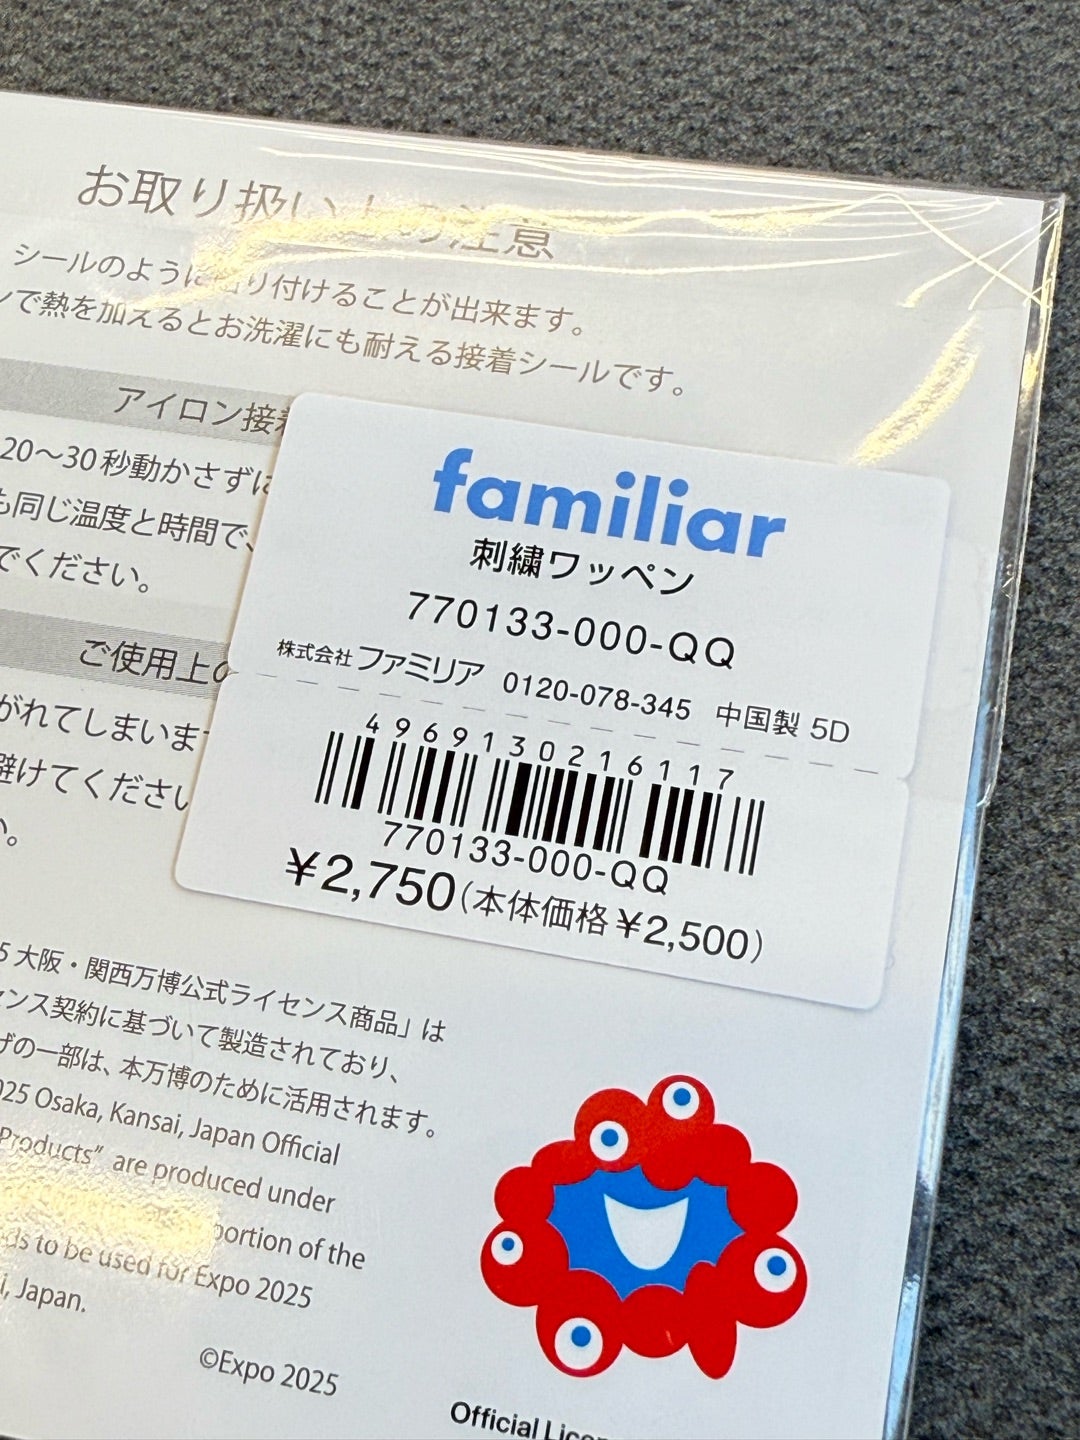 お取り扱い上の注意
シールのように貼り付けることが出来ます。
ンで熱を加えるとお洗濯にも耐える接着シールです。
アイロン接着
20～30秒動かさずに
も同じ温度と時間で、
でください。
ご使用上の
がれてしまいま
避けてください
い。
familiar
刺繍ワッペン
770133-000-QQ
株式会社ファミリア 0120-078-345 中国製 5D
4969130216117
770133-000-QQ
¥2,750(本体価格¥2,500)
5 大阪・関西万博公式ライセンス商品」は
センス契約に基づいて製造されており、
げの一部は、本万博のために活用されます。
025 Osaka, Kansai, Japan Official
Products" are produced under
portion of the
ds to be used for Expo 2025
i, Japan.
©Expo 2025
Official